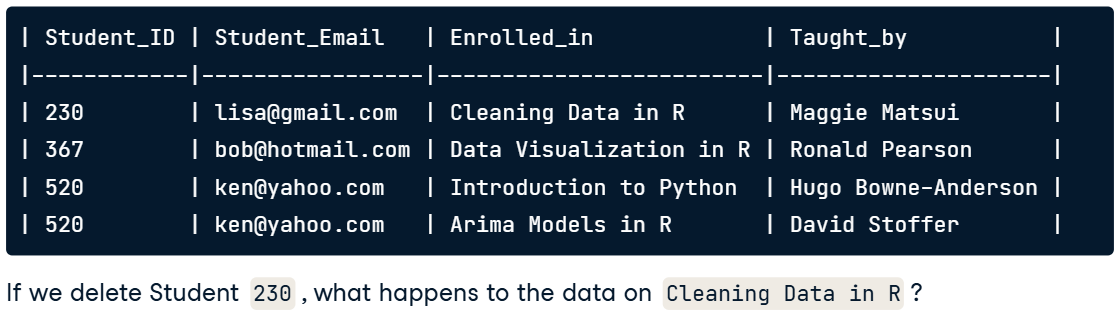 | Student_ID | Student_Email   | Enrolled_in             | Taught_by           |
|------------|-----------------|-------------------------|---------------------|
| 230        | lisa@gmail.com  | Cleaning Data in R      | Maggie Matsui       |
| 367        | bob@hotmail.com | Data Visualization in R | Ronald Pearson      |
| 520        | ken@yahoo.com   | Introduction to Python  | Hugo Bowne-Anderson |
| 520        | ken@yahoo.com   | Arima Models in R       | David Stoffer       |
If we delete Student 230 , what happens to the data on Cleaning Data in R ?